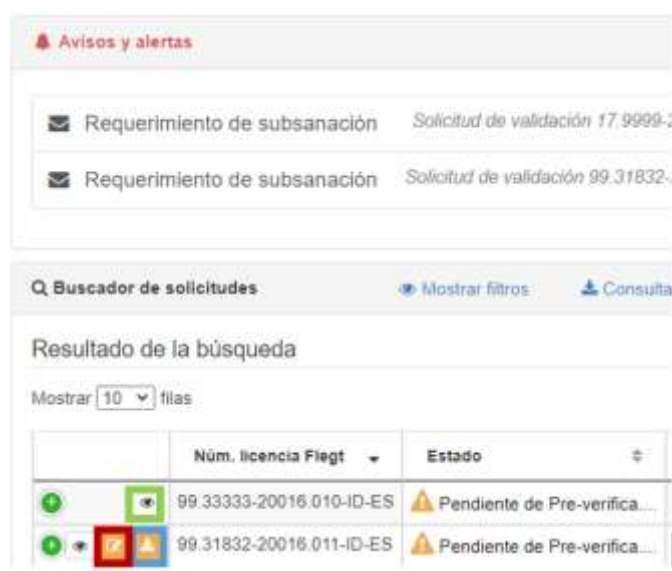 Avisos y alertas
Requerimiento de subsanación Solicitud de validación 17.9999-2
Requerimiento de subsanación Solicitud de validación 99.31832-
Buscador de solicitudes Mostrar filtros Consulta
Resultado de la búsqueda
Mostrar 10 filas
Núm. licencia Flegt Estado
99.33333-20016.010-ID-ES Pendiente de Pre-verifica...
99.31832-20016.011-ID-ES Pendiente de Pre-verifica...